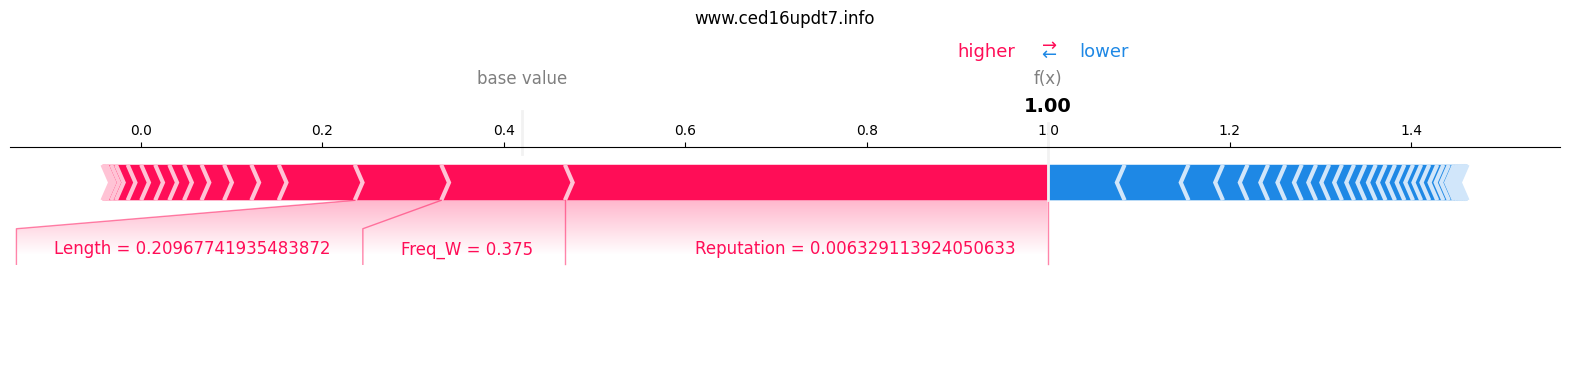 www.ced16updt7.info
higher → ← lower
base value f(x)
1.00
0.0 0.2 0.4 0.6 0.8 1 0 1.2 1.4
Length = 0.20967741935483872 Freq_W = 0.375 Reputation = 0.006329113924050633